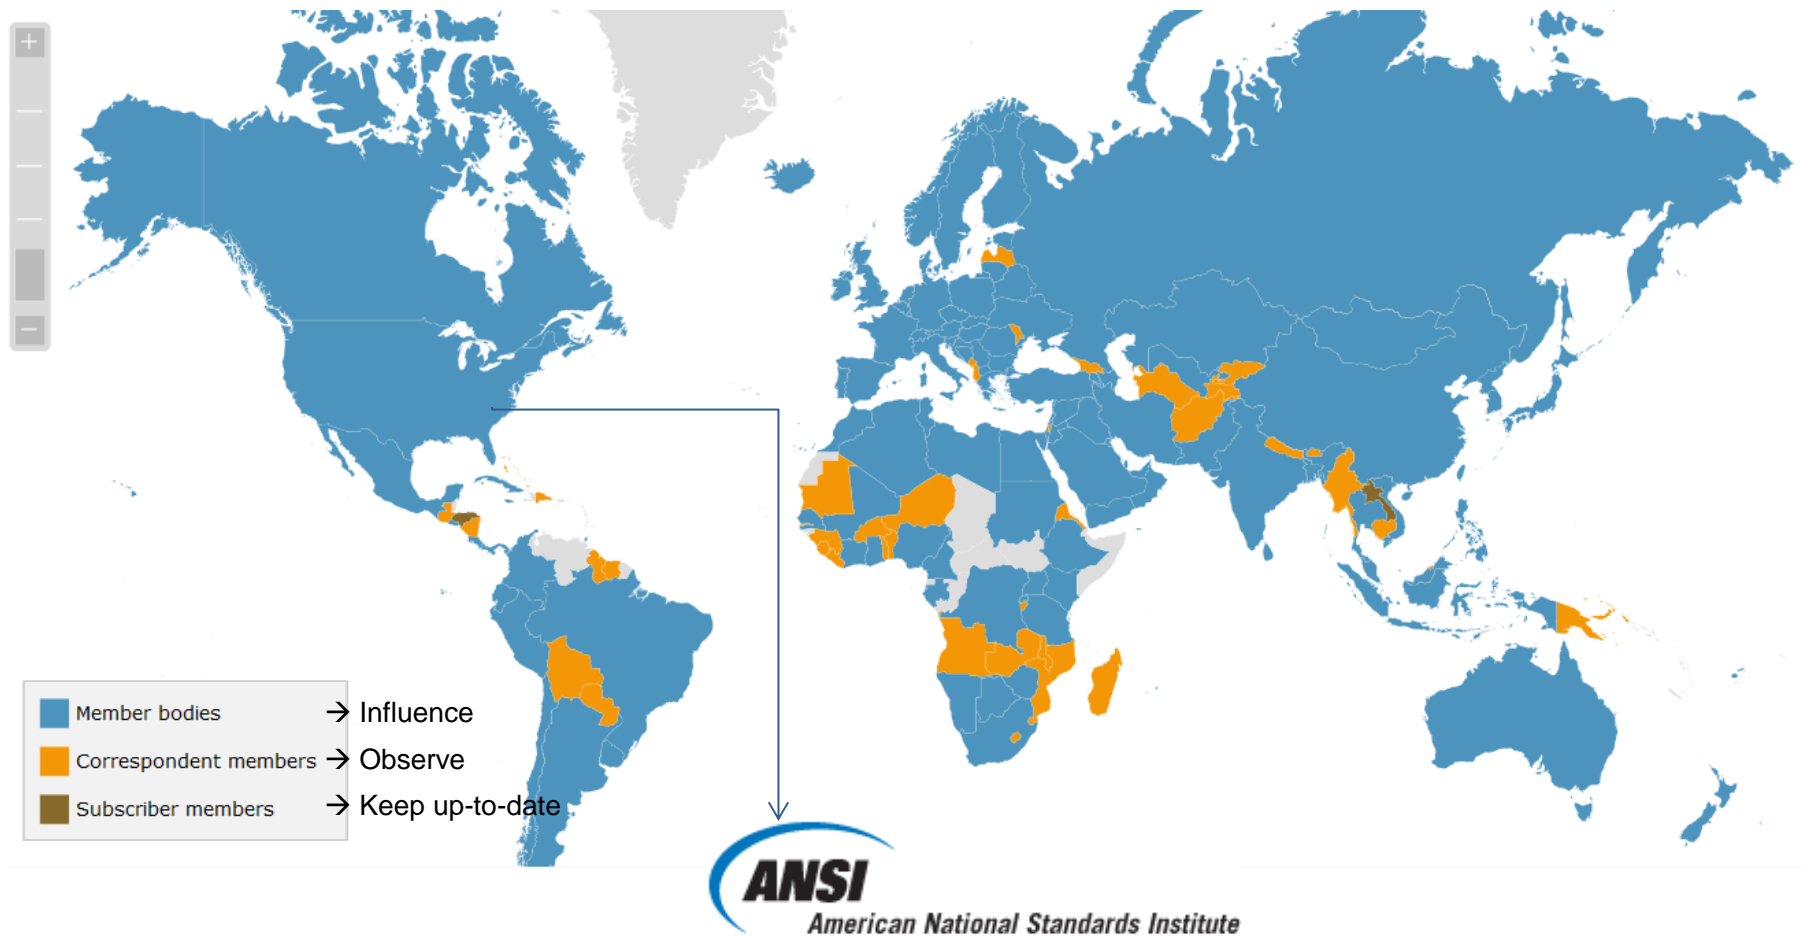 +
−
Member bodies → Influence
Correspondent members → Observe
Subscriber members → Keep up-to-date
ANSI
American National Standards Institute